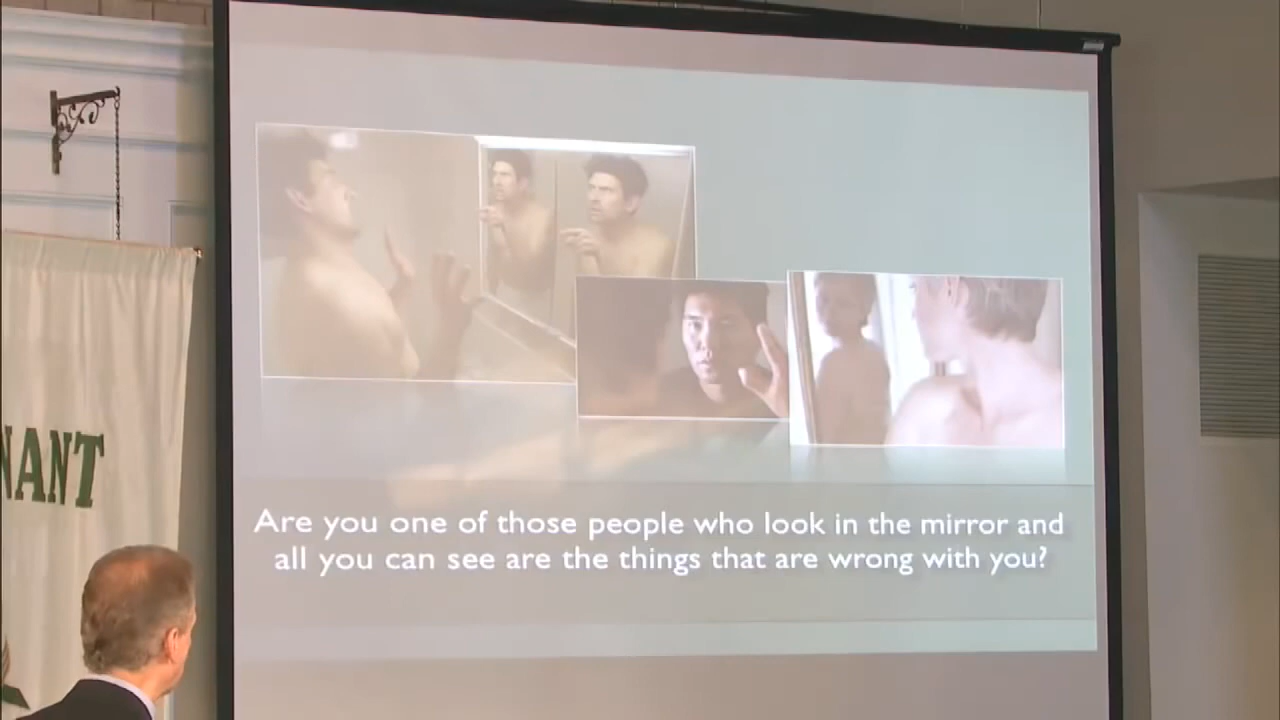 NANT
Are you one of those people who look in the mirror and
all you can see are the things that are wrong with you?